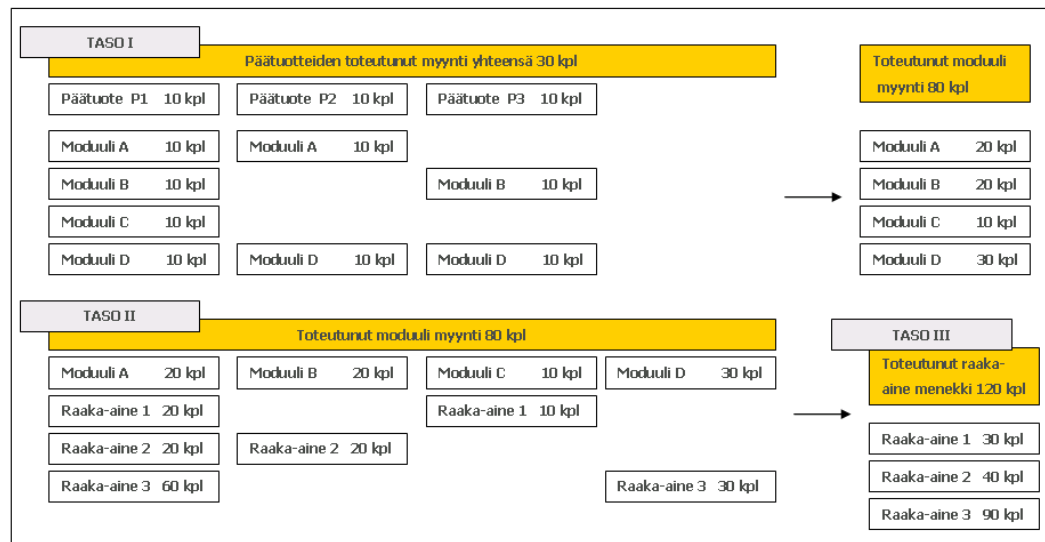 TASO I
Päätuotteiden toteutunut myynti yhteensä 30 kpl
Toteutunut moduuli
myynti 80 kpl
Päätuote P1 10 kpl
Päätuote P2 10 kpl
Päätuote P3 10 kpl
Moduuli A 10 kpl
Moduuli A 10 kpl
Moduuli A 20 kpl
Moduuli B 10 kpl
Moduuli B 10 kpl
Moduuli B 20 kpl
Moduuli C 10 kpl
Moduuli C 10 kpl
Moduuli D 10 kpl
Moduuli D 10 kpl
Moduuli D 10 kpl
Moduuli D 30 kpl
TASO II
Toteutunut moduuli myynti 80 kpl
TASO III
Toteutunut raaka-
aine menekki 120 kpl
Moduuli A 20 kpl
Moduuli B 20 kpl
Moduuli C 10 kpl
Moduuli D 30 kpl
Raaka-aine 1 20 kpl
Raaka-aine 1 10 kpl
Raaka-aine 1 30 kpl
Raaka-aine 2 20 kpl
Raaka-aine 2 20 kpl
Raaka-aine 2 40 kpl
Raaka-aine 3 60 kpl
Raaka-aine 3 30 kpl
Raaka-aine 3 90 kpl